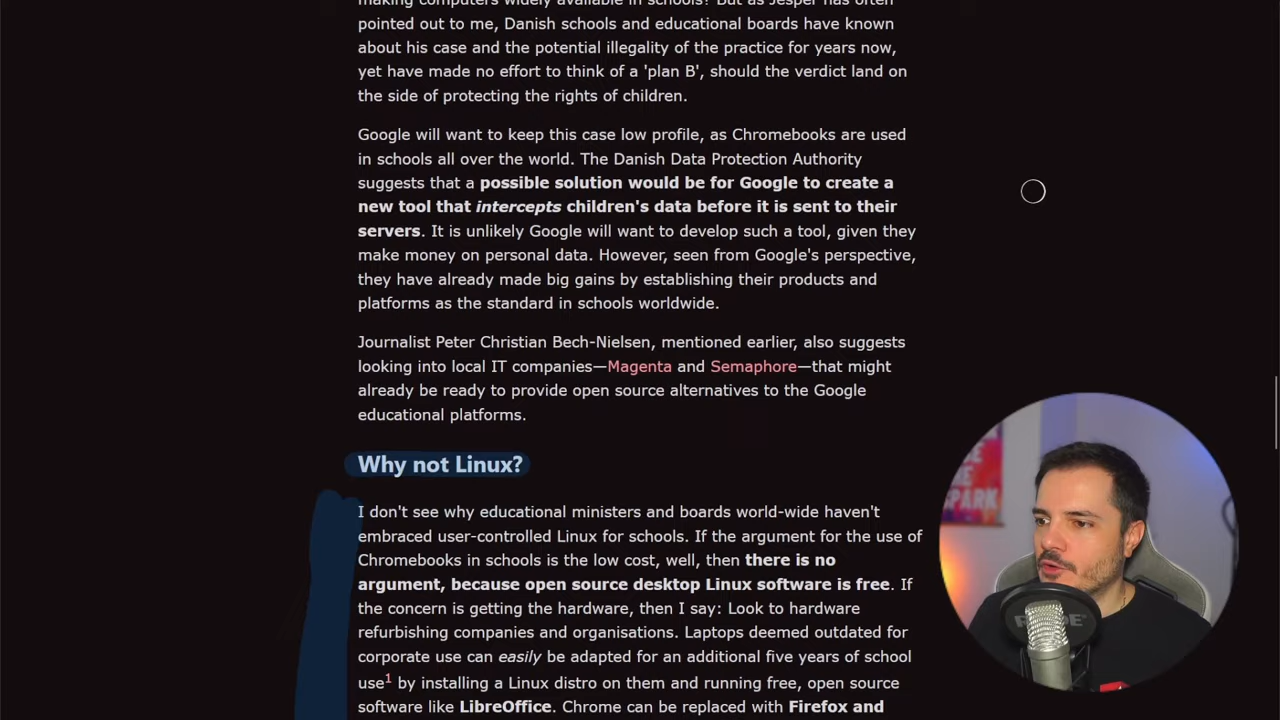 making computers widely available in schools? But as Jesper has often
pointed out to me, Danish schools and educational boards have known
about his case and the potential illegality of the practice for years now,
yet have made no effort to think of a 'plan B', should the verdict land on
the side of protecting the rights of children.
Google will want to keep this case low profile, as Chromebooks are used
in schools all over the world. The Danish Data Protection Authority
suggests that a possible solution would be for Google to create a
new tool that intercepts children's data before it is sent to their
servers. It is unlikely Google will want to develop such a tool, given they
make money on personal data. However, seen from Google's perspective,
they have already made big gains by establishing their products and
platforms as the standard in schools worldwide.
Journalist Peter Christian Bech-Nielsen, mentioned earlier, also suggests
looking into local IT companies—Magenta and Semaphore—that might
already be ready to provide open source alternatives to the Google
educational platforms.
Why not Linux?
I don't see why educational ministers and boards world-wide haven't
embraced user-controlled Linux for schools. If the argument for the use of
Chromebooks in schools is the low cost, well, then there is no
argument, because open source desktop Linux software is free. If
the concern is getting the hardware, then I say: Look to hardware
refurbishing companies and organisations. Laptops deemed outdated for
corporate use can easily be adapted for an additional five years of school
use1 by installing a Linux distro on them and running free, open source
software like LibreOffice. Chrome can be replaced with Firefox and
THE
SPARK